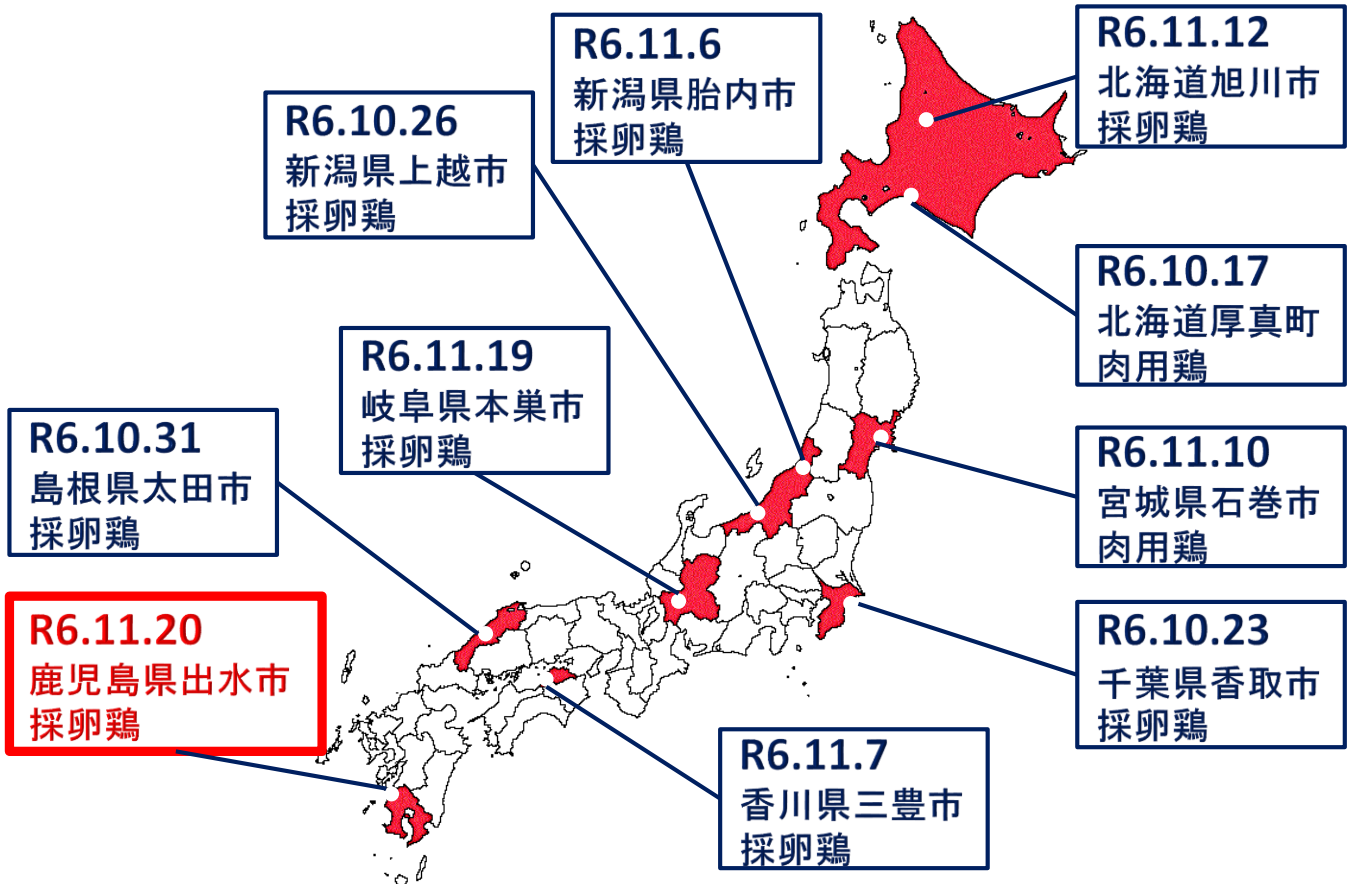 R6.11.6
新潟県胎内市
採卵鶏
R6.11.12
北海道旭川市
採卵鶏
R6.10.26
新潟県上越市
採卵鶏
R6.10.17
北海道厚真町
肉用鶏
R6.11.19
岐阜県本巣市
採卵鶏
R6.10.31
島根県太田市
採卵鶏
R6.11.10
宮城県石巻市
肉用鶏
R6.11.20
鹿児島県出水市
採卵鶏
R6.10.23
千葉県香取市
採卵鶏
R6.11.7
香川県三豊市
採卵鶏